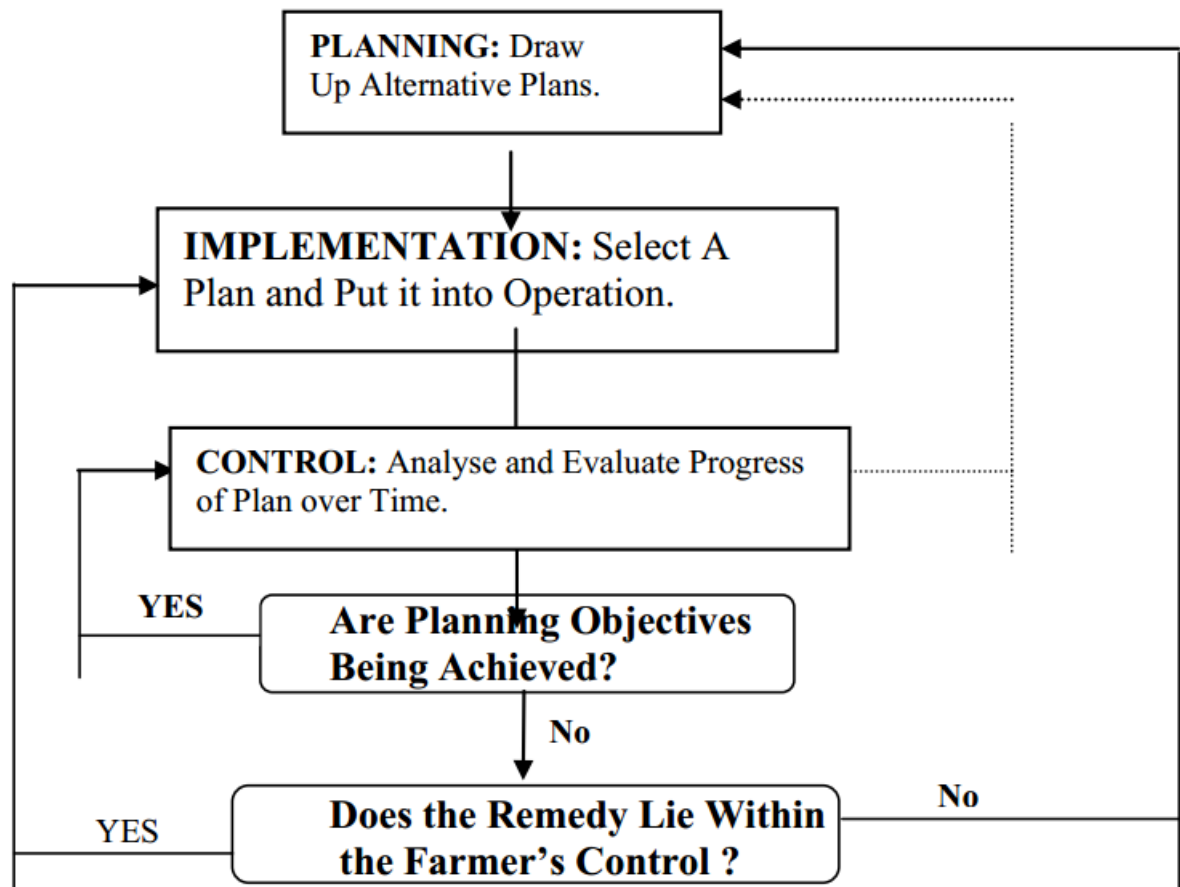 PLANNING: Draw
Up Alternative Plans.
IMPLEMENTATION: Select A
Plan and Put it into Operation.
CONTROL: Analyse and Evaluate Progress
of Plan over Time.
YES
Are Planning Objectives
Being Achieved?
No
Does the Remedy Lie Within
the Farmer's Control ?
No
YES